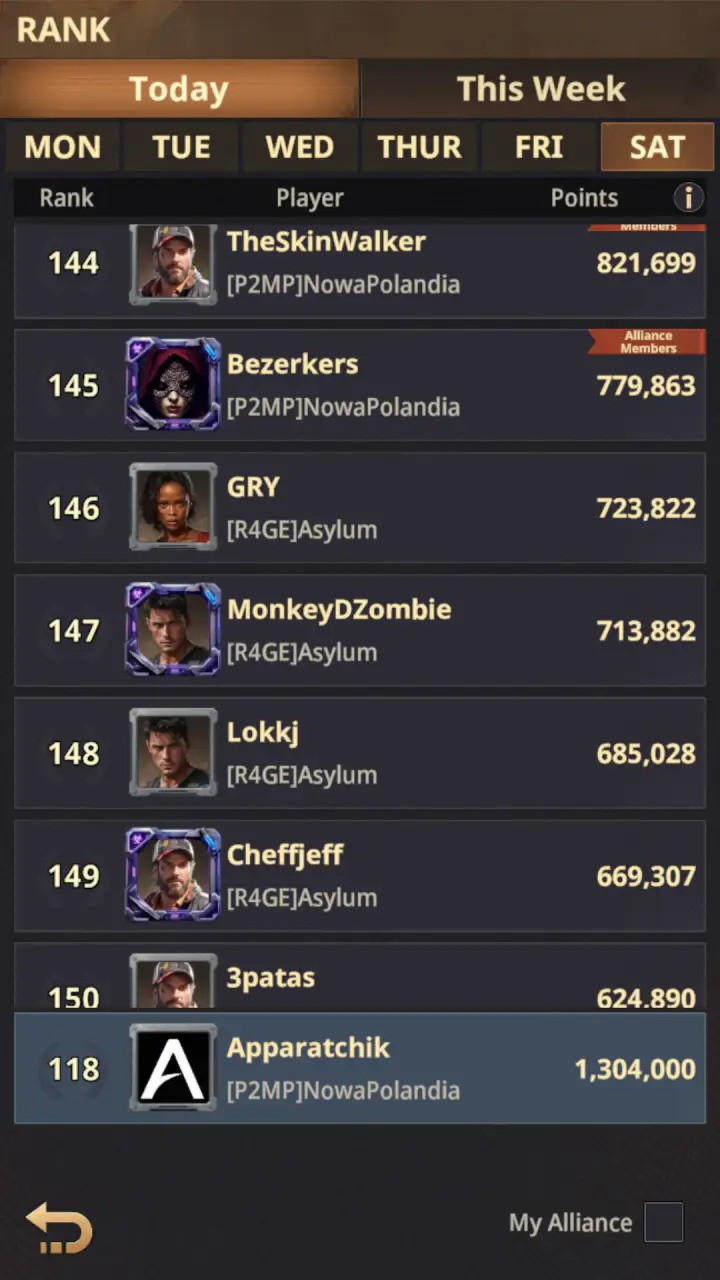 RANK
Today
This Week
MON
TUE
WED
THUR
FRI
SAT
Rank
Player
Points
i
Members
144
TheSkinWalker
[P2MP]NowaPolandia
821,699
Alliance
Members
145
Bezerkers
[P2MP]NowaPolandia
779,863
146
GRY
[R4GE]Asylum
723,822
147
MonkeyDZombie
[R4GE]Asylum
713,882
148
Lokkj
[R4GE]Asylum
685,028
149
Cheffjeff
[R4GE]Asylum
669,307
150
3patas
624,890
118
Apparatchik
[P2MP]NowaPolandia
1,304,000
My Alliance